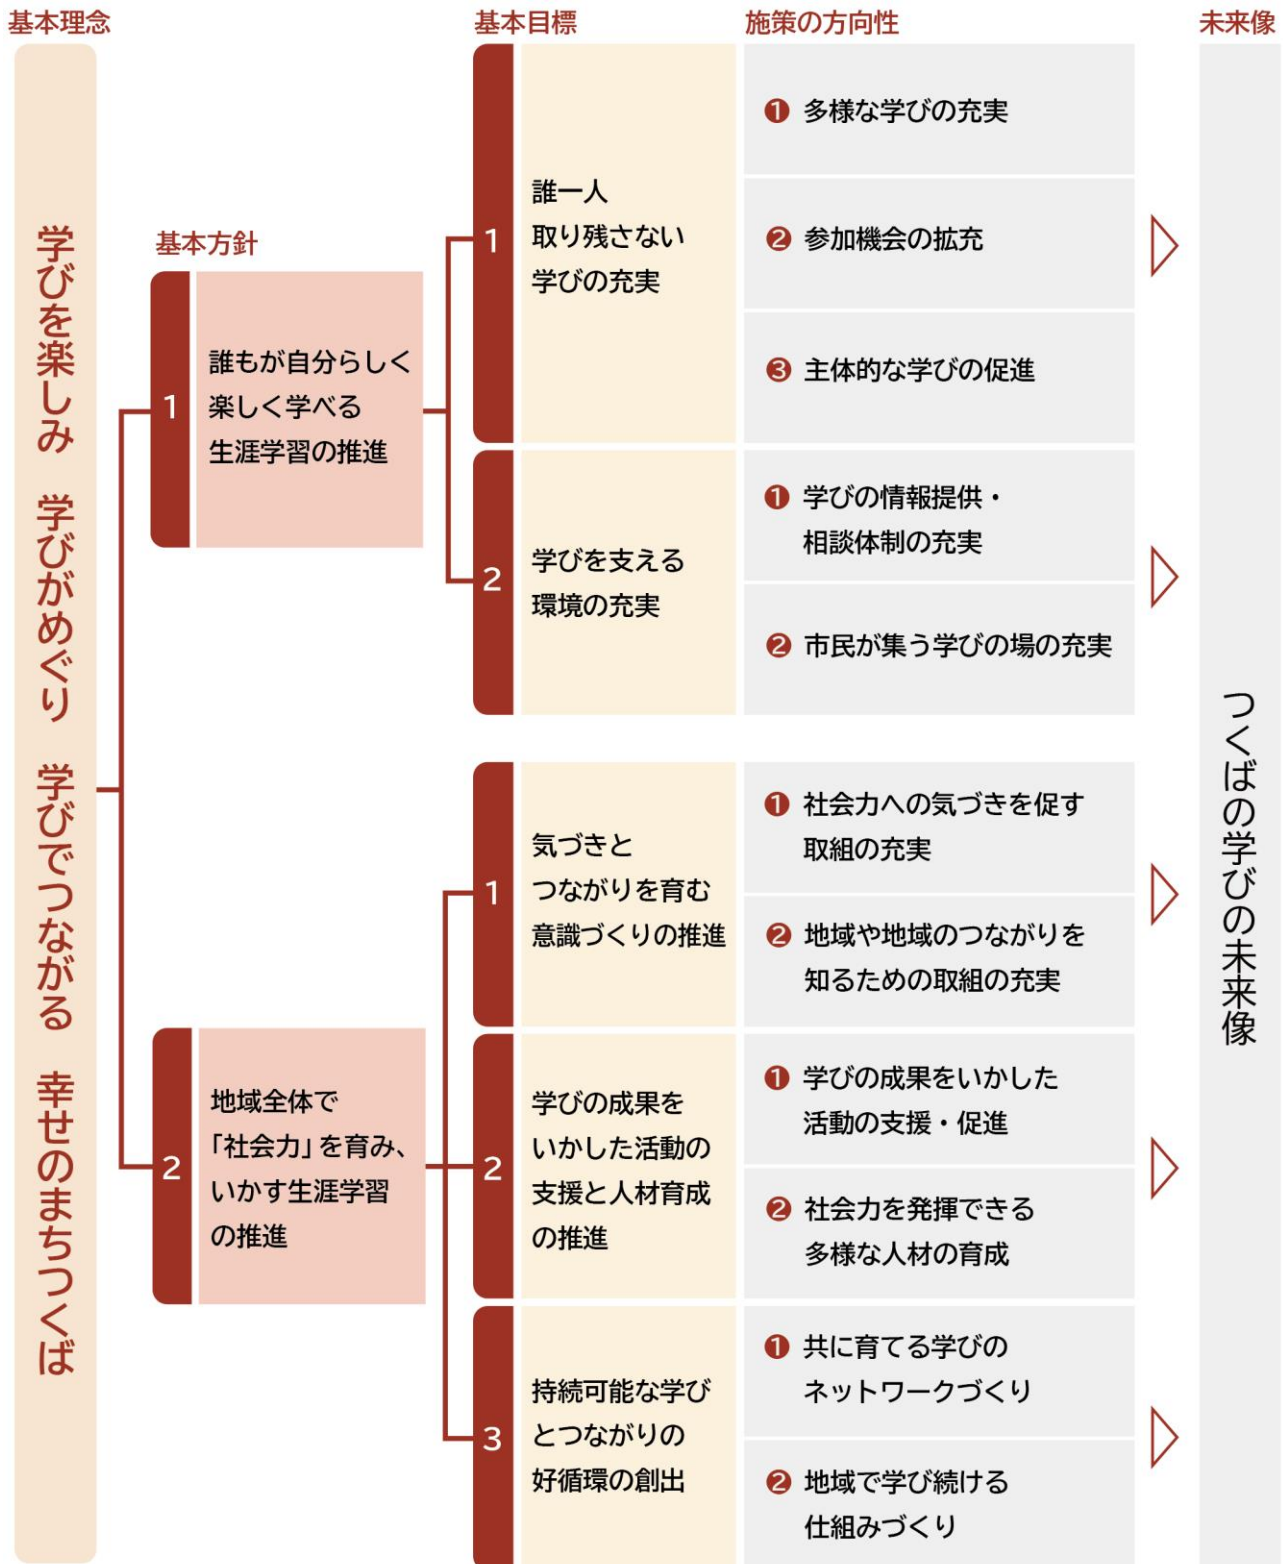 基本理念
学びを楽しみ　学びがめぐり　学びでつながる　幸せのまちつくば
基本方針
1
誰もが自分らしく
楽しく学べる
生涯学習の推進
2
地域全体で
「社会力」を育み、
いかす生涯学習
の推進
基本目標
施策の方向性
1
誰一人
取り残さない
学びの充実
❶ 多様な学びの充実
❷ 参加機会の拡充
❸ 主体的な学びの促進
2
学びを支える
環境の充実
❶ 学びの情報提供・
相談体制の充実
❷ 市民が集う学びの場の充実
1
気づきと
つながりを育む
意識づくりの推進
❶ 社会力への気づきを促す
取組の充実
❷ 地域や地域のつながりを
知るための取組の充実
2
学びの成果を
いかした活動の
支援と人材育成
の推進
❶ 学びの成果をいかした
活動の支援・促進
❷ 社会力を発揮できる
多様な人材の育成
3
持続可能な学び
とつながりの
好循環の創出
❶ 共に育てる学びの
ネットワークづくり
❷ 地域で学び続ける
仕組みづくり
未来像
つくばの学びの未来像